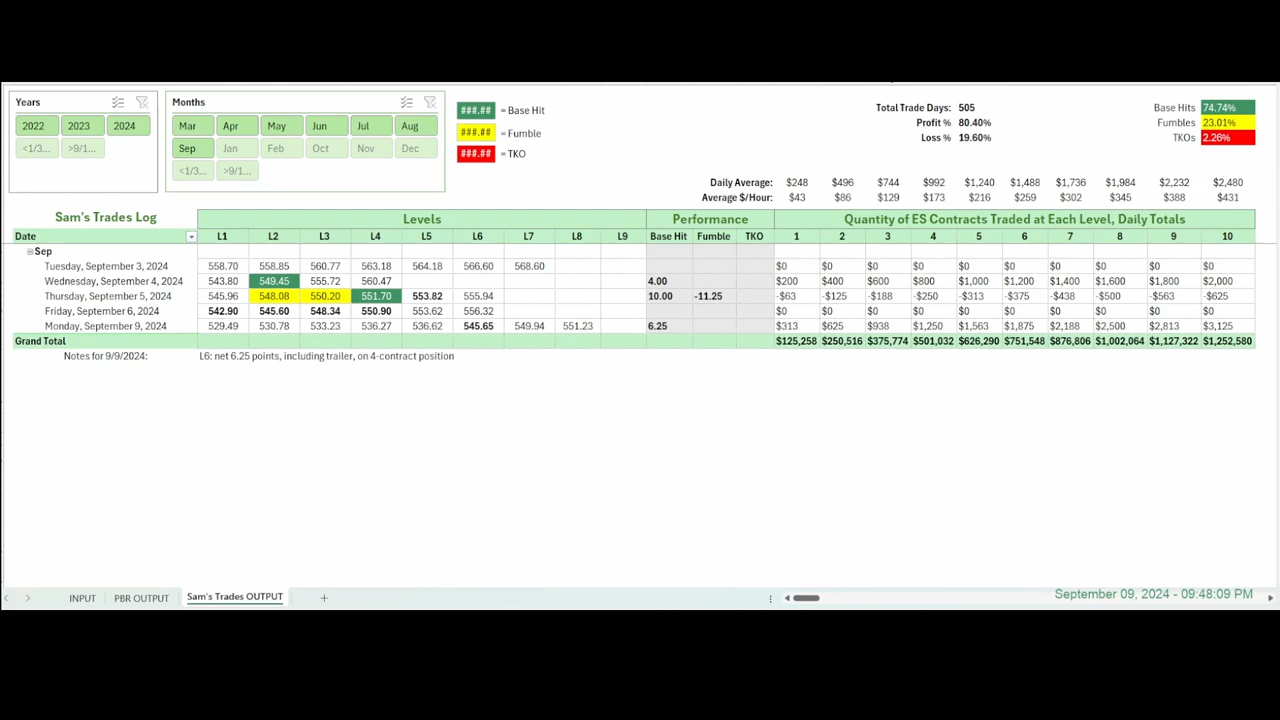 Years
2022 2023 2024
<1/3... >9/1...
Months
Mar Apr May Jun Jul Aug
Sep Jan Feb Oct Nov Dec
<1/3... >9/1...
###.## = Base Hit
###.## = Fumble
###.## = TKO
Total Trade Days: 505
Profit % 80.40%
Loss % 19.60%
Base Hits 74.74%
Fumbles 23.01%
TKOs 2.26%
Daily Average: $248 $496 $744 $992 $1,240 $1,488 $1,736 $1,984 $2,232 $2,480
Average $/Hour: $43 $86 $129 $173 $216 $259 $302 $345 $388 $431
Sam's Trades Log Levels Performance Quantity of ES Contracts Traded at Each Level, Daily Totals
Date L1 L2 L3 L4 L5 L6 L7 L8 L9 Base Hit Fumble TKO 1 2 3 4 5 6 7 8 9 10
Sep
Tuesday, September 3, 2024 558.70 558.85 560.77 563.18 564.18 566.60 568.60 $0 $0 $0 $0 $0 $0 $0 $0 $0 $0
Wednesday, September 4, 2024 543.80 549.45 555.72 560.47 4.00 $200 $400 $600 $800 $1,000 $1,200 $1,400 $1,600 $1,800 $2,000
Thursday, September 5, 2024 545.96 548.08 550.20 551.70 553.82 555.94 10.00 -11.25 -$63 -$125 -$188 -$250 -$313 -$375 -$438 -$500 -$563 -$625
Friday, September 6, 2024 542.90 545.60 548.34 550.90 553.62 556.32 $0 $0 $0 $0 $0 $0 $0 $0 $0 $0
Monday, September 9, 2024 529.49 530.78 533.23 536.27 536.62 545.65 549.94 551.23 6.25 $313 $625 $938 $1,250 $1,563 $1,875 $2,188 $2,500 $2,813 $3,125
Grand Total $125,258 $250,516 $375,774 $501,032 $626,290 $751,548 $876,806 $1,002,064 $1,127,322 $1,252,580
Notes for 9/9/2024: L6: net 6.25 points, including trailer, on 4-contract position
INPUT PBR OUTPUT Sam's Trades OUTPUT
September 09, 2024 - 09:48:09 PM